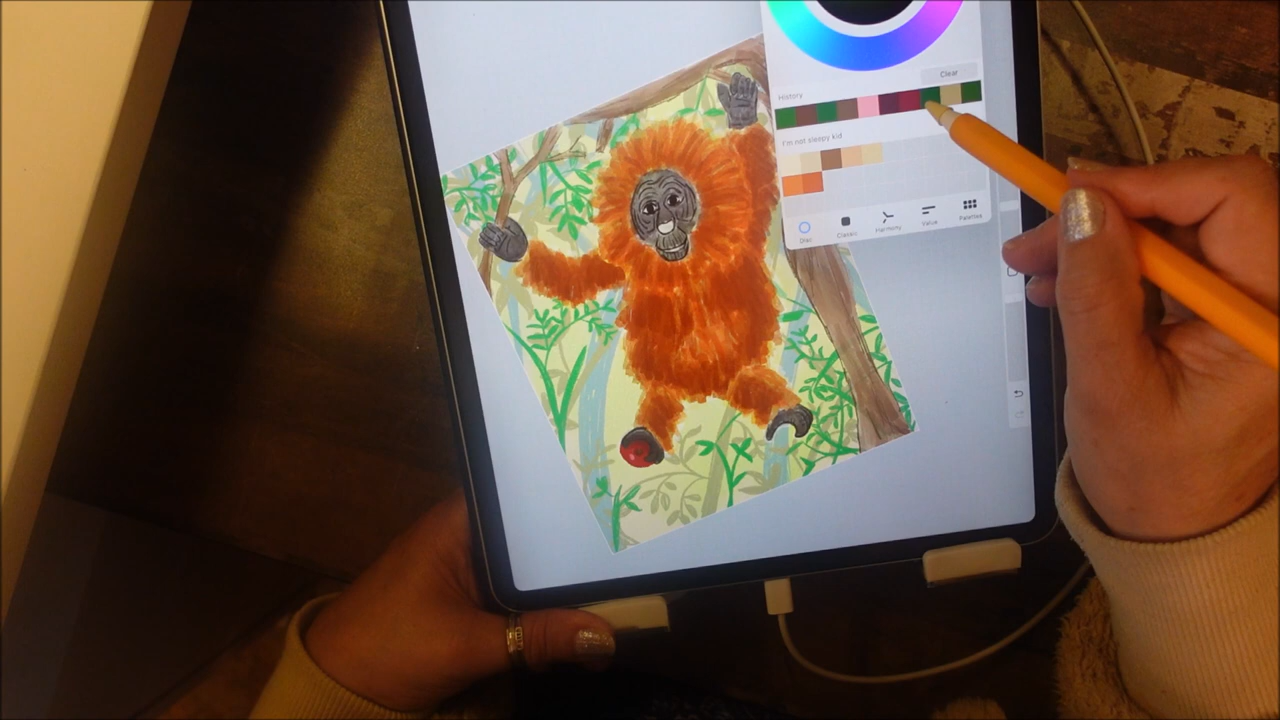 Clear
History
I'm not sleepy kid
Disc
Classic
Harmony
Value
Palettes